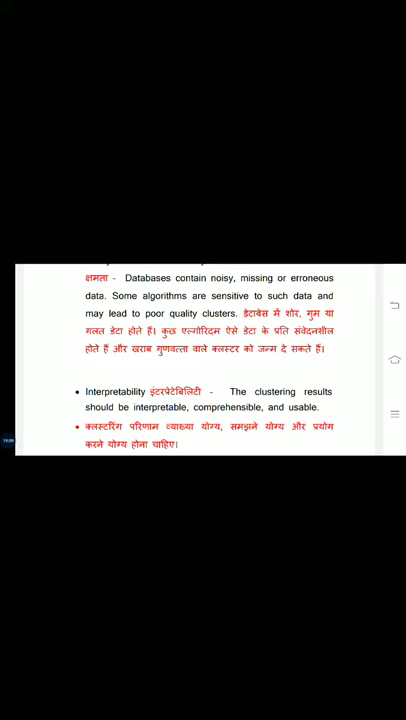 क्षमता - Databases contain noisy, missing or erroneous
data. Some algorithms are sensitive to such data and
may lead to poor quality clusters. डेटाबेस में शोर, गुम या
गलत डेटा होते हैं। कुछ एल्गोरिदम ऐसे डेटा के प्रति संवेदनशील
होते हैं और खराब गुणवत्ता वाले क्लस्टर को जन्म दे सकते हैं।
• Interpretability इंटरप्रेटेबिलिटी - The clustering results
should be interpretable, comprehensible, and usable.
• क्लस्टरिंग परिणाम व्याख्या योग्य, समझने योग्य और प्रयोग
करने योग्य होना चाहिए।